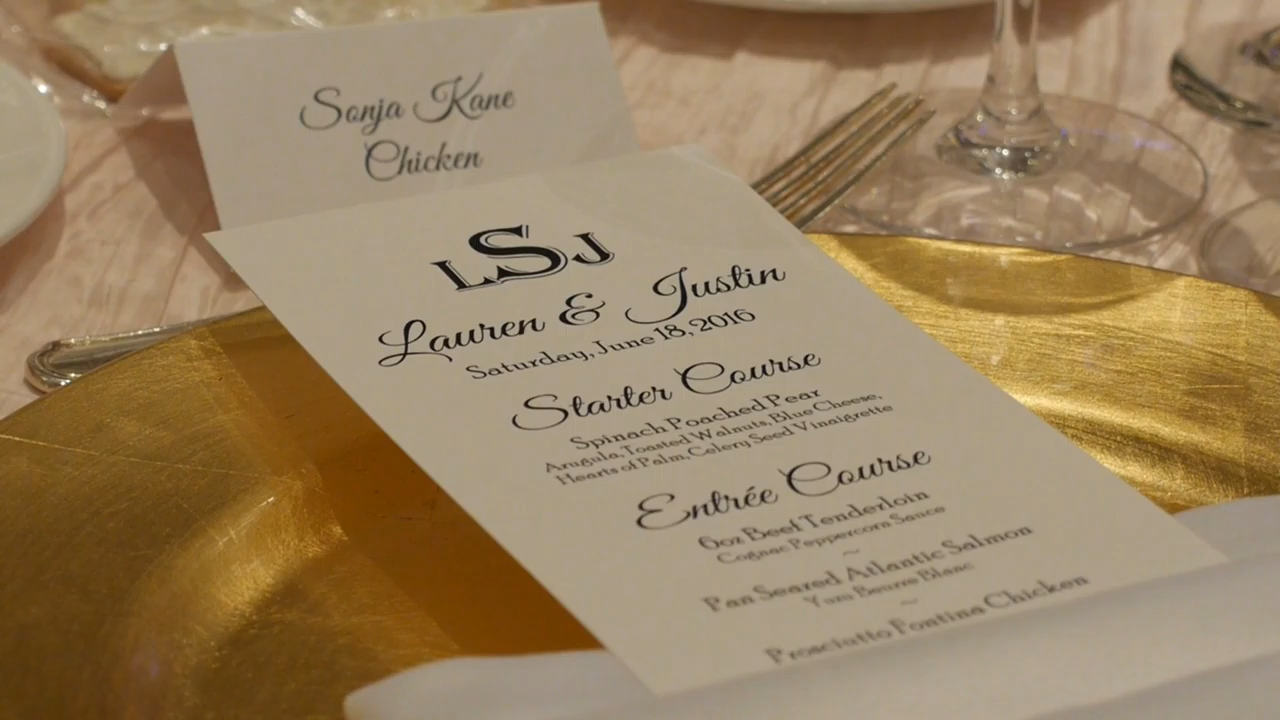 Sonja Kane
Chicken
LSJ
Lauren & Justin
Saturday, June 18, 2016
Starter Course
Spinach Poached Pear
Arugula, Toasted Walnuts, Blue Cheese,
Hearts of Palm, Celery Seed Vinaigrette
Entrée Course
6oz Beef Tenderloin
Cognac Peppercorn Sauce
~
Pan Seared Atlantic Salmon
Yuzu Beurre Blanc
~
Prosciutto Fontina Chicken